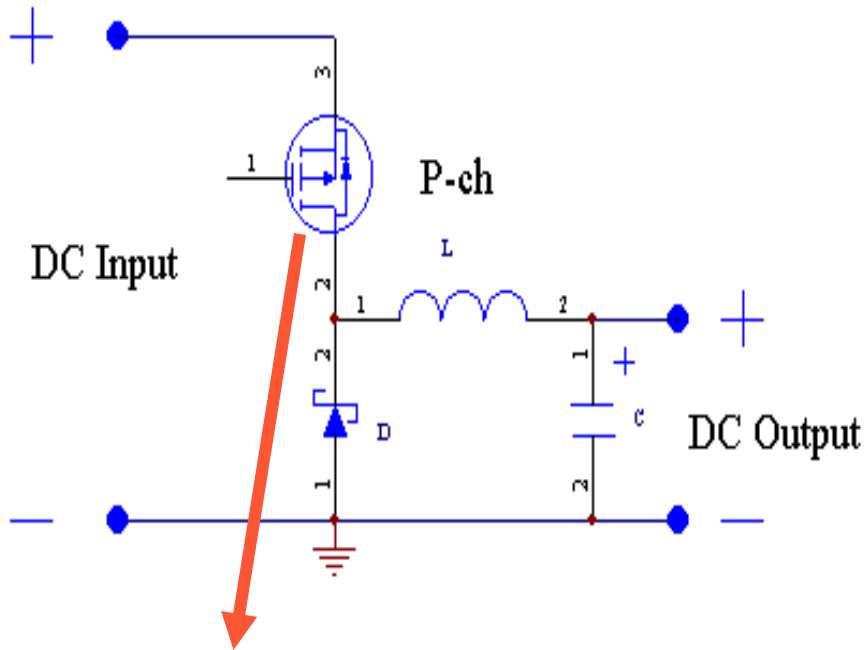 +
3
1
P-ch
DC Input
L
2
1
2
+
2
1
+
D
C
DC Output
1
2
—
—